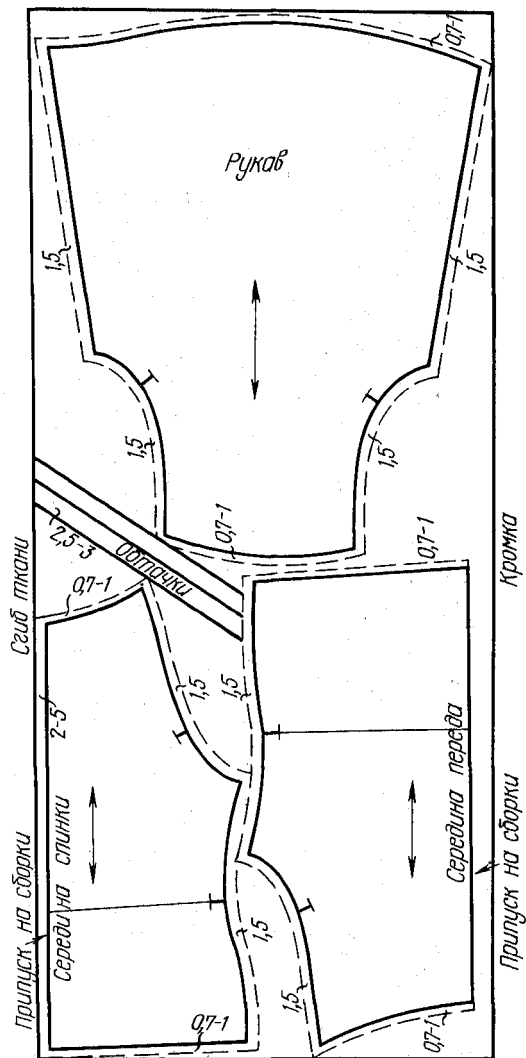 0,7-1
Рукав
1,5
1,5
1,5
1,5
0,7-1
2,5-3
Обтачки
Сгиб ткани
Кромка
0,7-1
0,7-1
2-5
1,5
1,5
Припуск на сборки
Середина спинки
Середина переда
Припуск на сборки
1,5
1,5
0,7-1
0,7-1